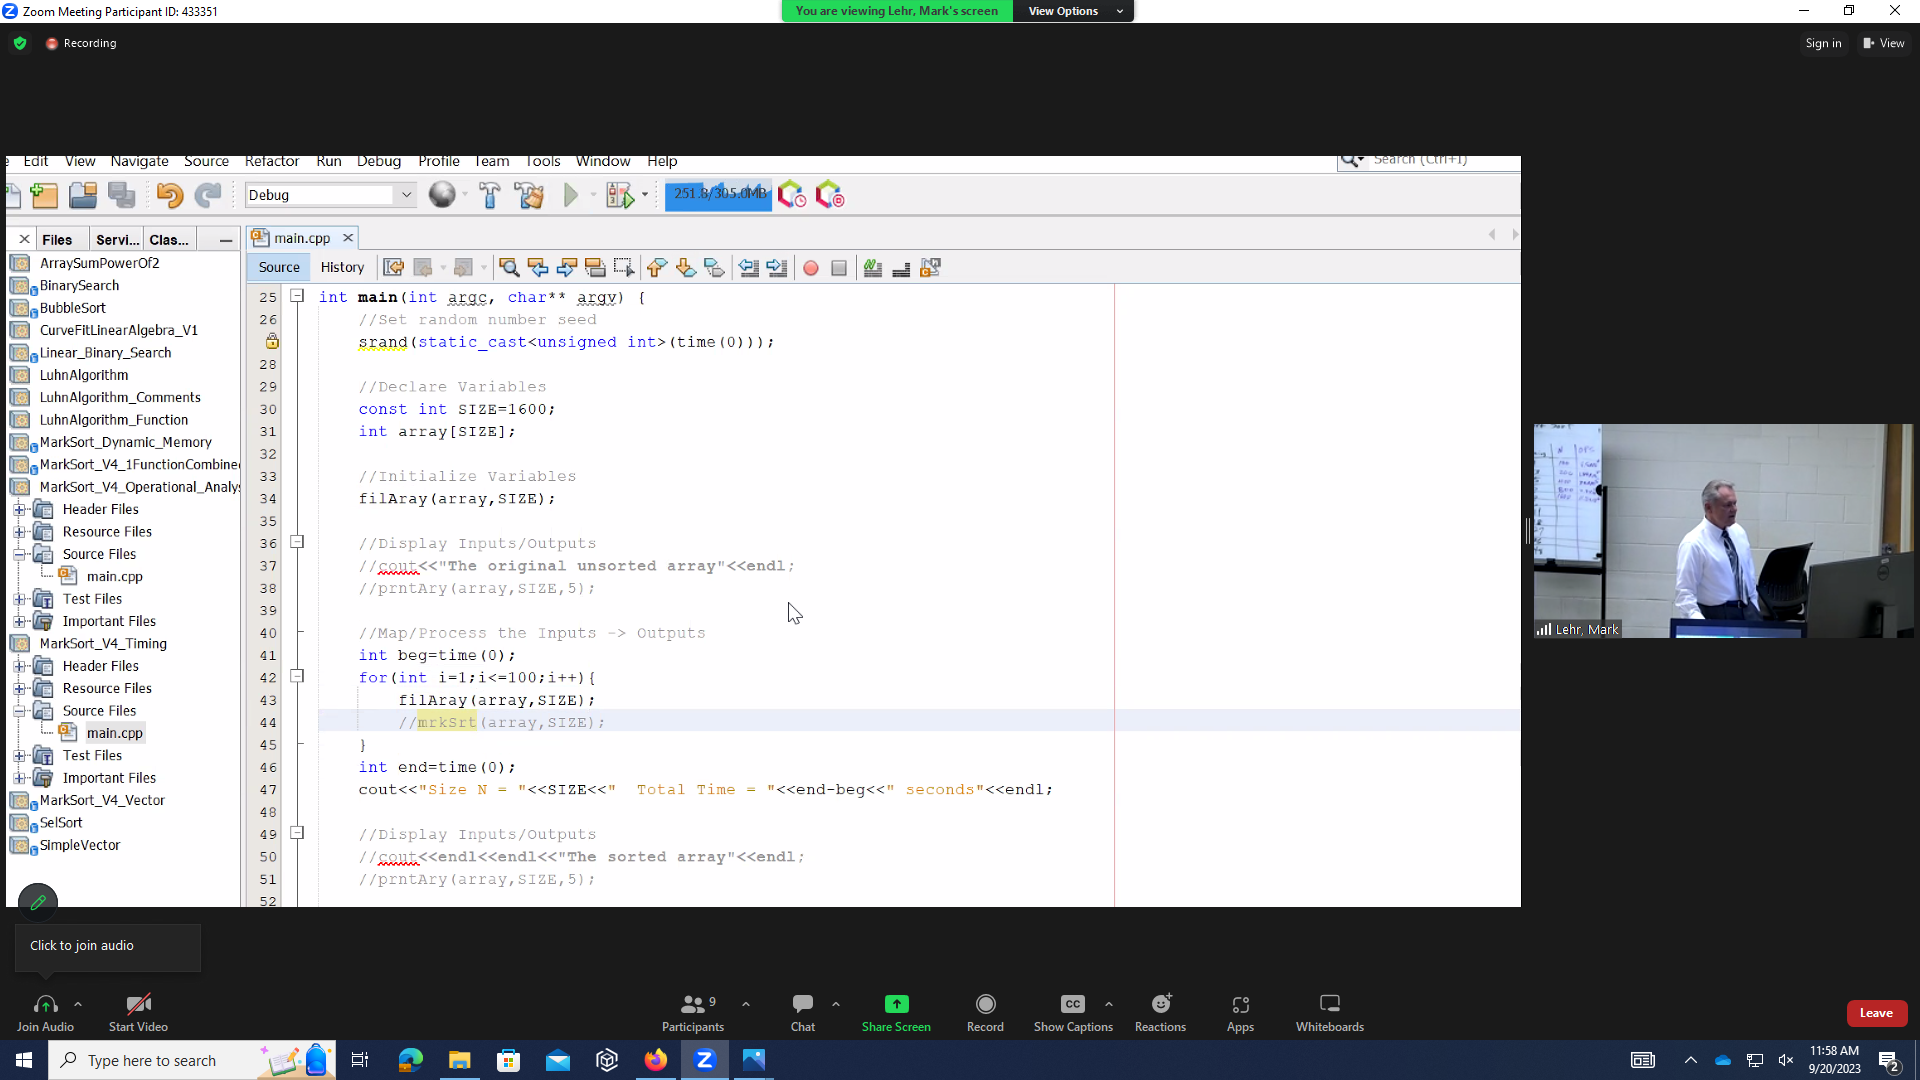 Zoom Meeting Participant ID: 433351
You are viewing Lehr, Mark's screen
View Options
Recording
Sign in
View
Edit View Navigate Source Refactor Run Debug Profile Team Tools Window Help
Search (Ctrl+I)
Debug
251.8/305.0MB
Files Servi... Clas...
main.cpp
Source History
ArraySumPowerOf2
BinarySearch
BubbleSort
CurveFitLinearAlgebra_V1
Linear_Binary_Search
LuhnAlgorithm
LuhnAlgorithm_Comments
LuhnAlgorithm_Function
MarkSort_Dynamic_Memory
MarkSort_V4_1FunctionCombine
MarkSort_V4_Operational_Analys
Header Files
Resource Files
Source Files
main.cpp
Test Files
Important Files
MarkSort_V4_Timing
Header Files
Resource Files
Source Files
main.cpp
Test Files
Important Files
MarkSort_V4_Vector
SelSort
SimpleVector
25 int main(int argc, char** argv) {
26 //Set random number seed
srand(static_cast<unsigned int>(time(0)));
28
29 //Declare Variables
30 const int SIZE=1600;
31 int array[SIZE];
32
33 //Initialize Variables
34 filAray(array,SIZE);
35
36 //Display Inputs/Outputs
37 //cout<<"The original unsorted array"<<endl;
38 //prntAry(array,SIZE,5);
39
40 //Map/Process the Inputs -> Outputs
41 int beg=time(0);
42 for(int i=1;i<=100;i++){
43 filAray(array,SIZE);
44 //mrkSrt(array,SIZE);
45 }
46 int end=time(0);
47 cout<<"Size N = "<<SIZE<<"  Total Time = "<<end-beg<<" seconds"<<endl;
48
49 //Display Inputs/Outputs
50 //cout<<endl<<endl<<"The sorted array"<<endl;
51 //prntAry(array,SIZE,5);
52
Lehr, Mark
Click to join audio
Join Audio
Start Video
Participants 9
Chat
Share Screen
Record
CC
Show Captions
Reactions
Apps
Whiteboards
Leave
Type here to search
11:58 AM
9/20/2023
2